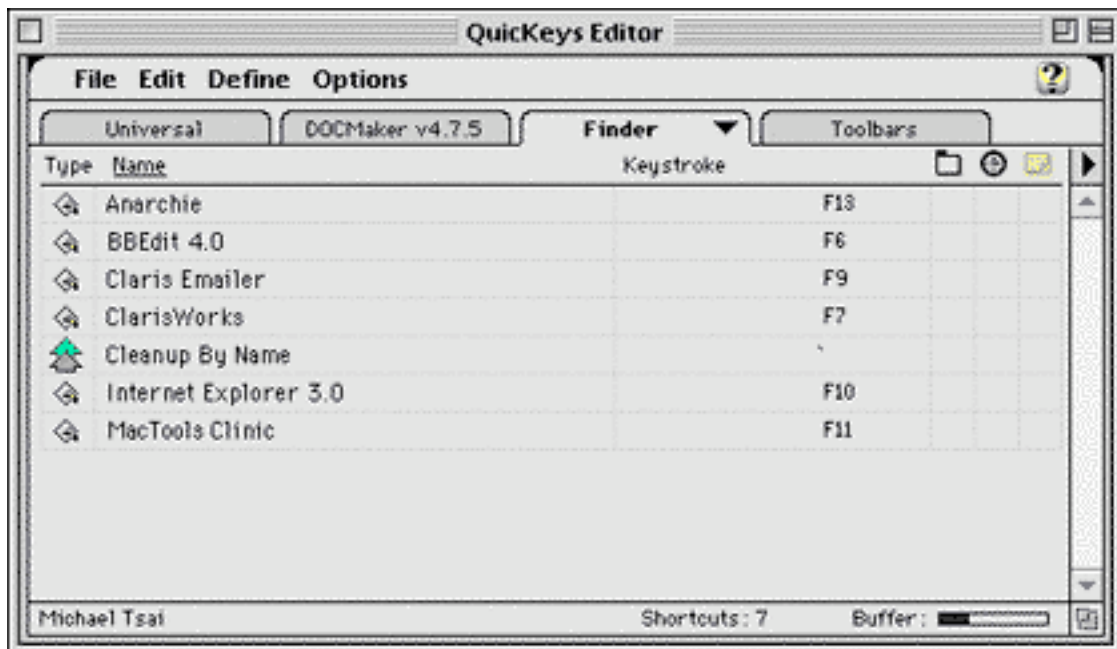 QuicKeys Editor
File Edit Define Options ?
Universal DOCMaker v4.7.5 Finder Toolbars
Type Name Keystroke
Anarchie F13
BBEdit 4.0 F6
Claris Emailer F9
ClarisWorks F7
Cleanup By Name `
Internet Explorer 3.0 F10
MacTools Clinic F11
Michael Tsai Shortcuts: 7 Buffer: